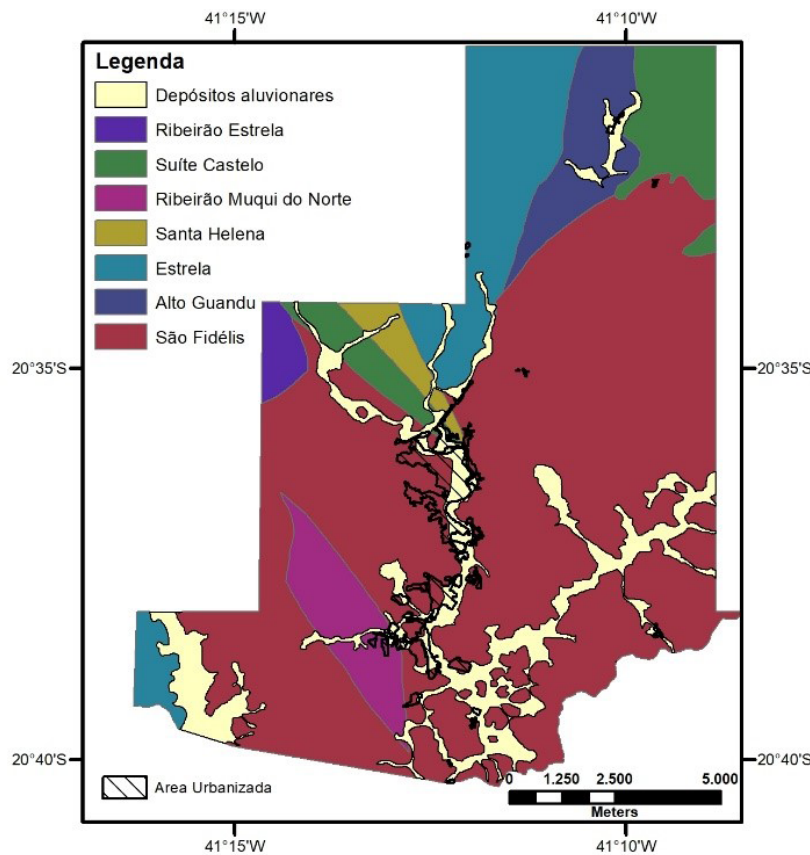 41°15'W 41°10'W
Legenda
Depósitos aluvionares
Ribeirão Estrela
Suíte Castelo
Ribeirão Muqui do Norte
Santa Helena
Estrela
Alto Guandu
São Fidélis
20°35'S 20°35'S
20°40'S 20°40'S
Area Urbanizada
0 1.250 2.500 5.000
Meters
41°15'W 41°10'W